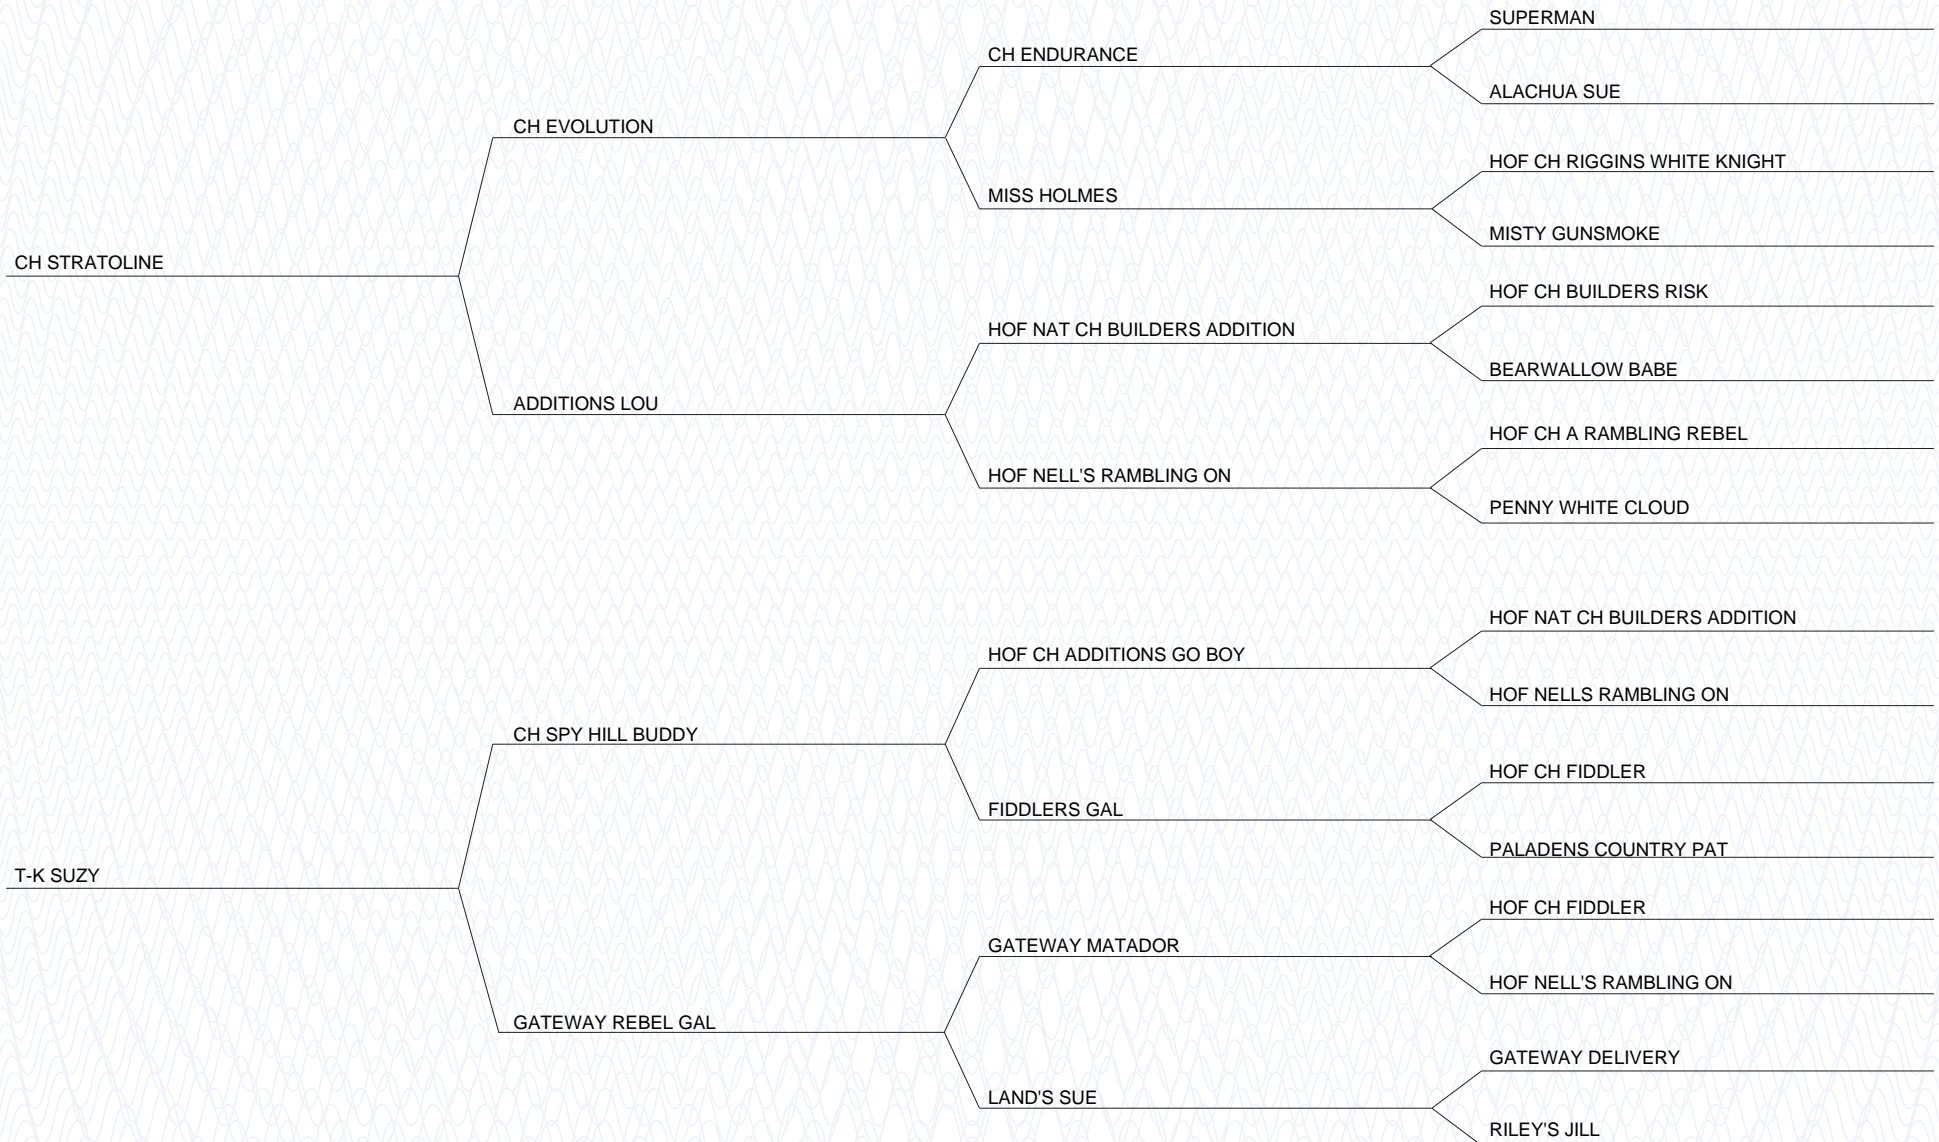 SUPERMAN
CH ENDURANCE
ALACHUA SUE
CH EVOLUTION
HOF CH RIGGINS WHITE KNIGHT
MISS HOLMES
MISTY GUNSMOKE
CH STRATOLINE
HOF CH BUILDERS RISK
HOF NAT CH BUILDERS ADDITION
BEARWALLOW BABE
ADDITIONS LOU
HOF CH A RAMBLING REBEL
HOF NELL'S RAMBLING ON
PENNY WHITE CLOUD
HOF NAT CH BUILDERS ADDITION
HOF CH ADDITIONS GO BOY
HOF NELLS RAMBLING ON
CH SPY HILL BUDDY
HOF CH FIDDLER
FIDDLERS GAL
PALADENS COUNTRY PAT
T-K SUZY
HOF CH FIDDLER
GATEWAY MATADOR
HOF NELL'S RAMBLING ON
GATEWAY REBEL GAL
GATEWAY DELIVERY
LAND'S SUE
RILEY'S JILL